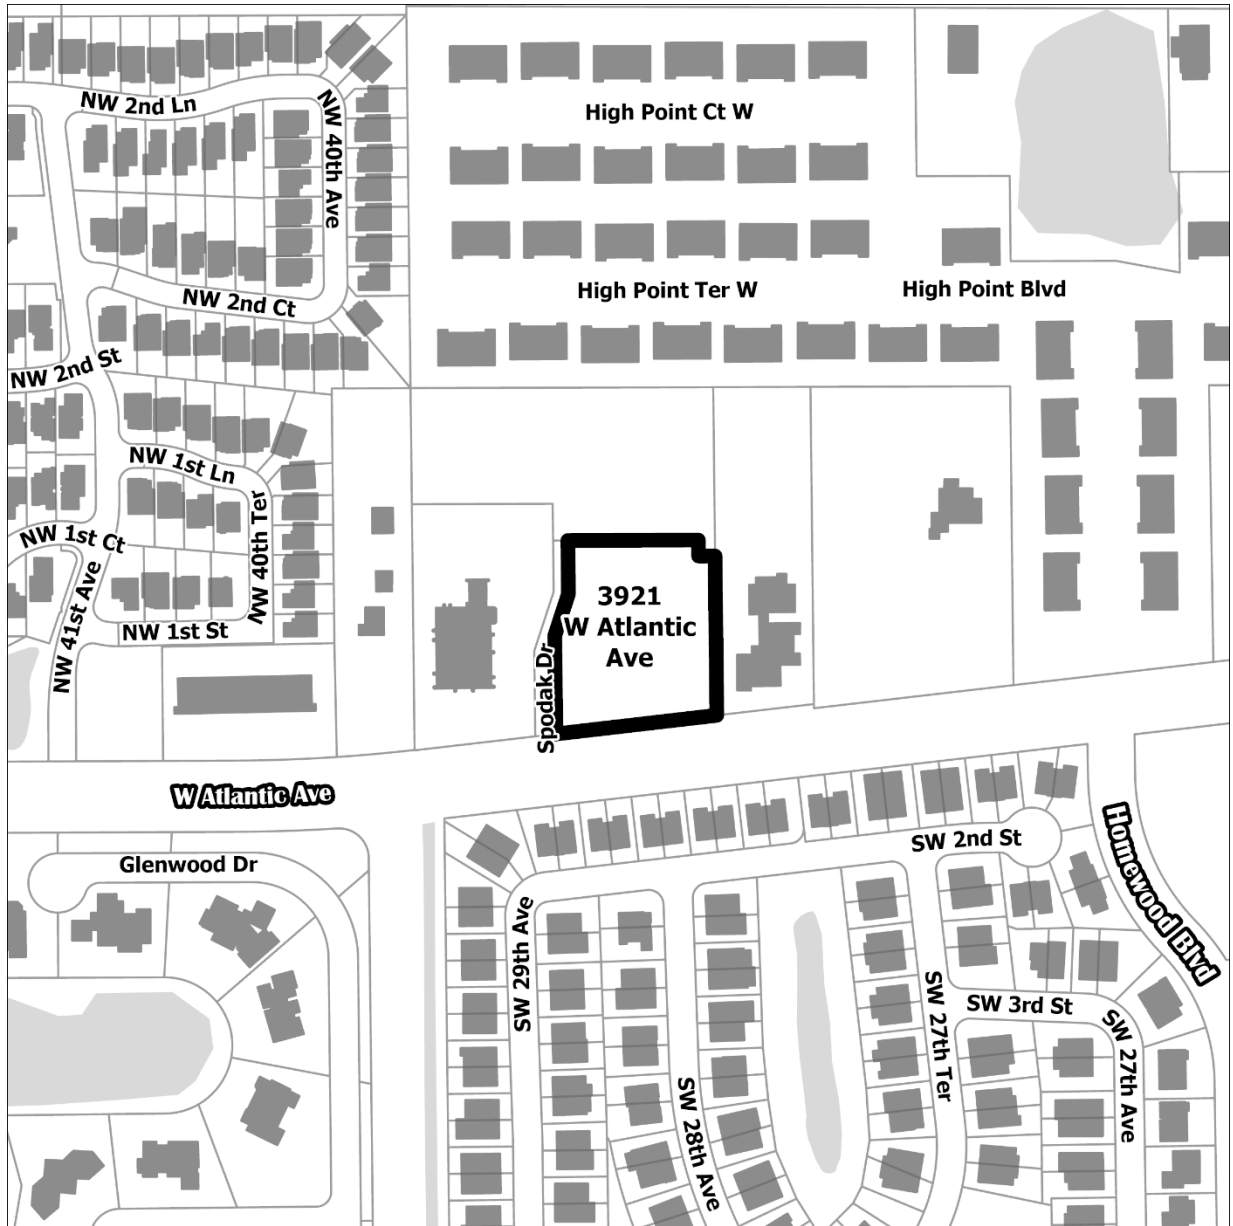 NW 2nd Ln
NW 40th Ave
High Point Ct W
High Point Ter W
High Point Blvd
NW 2nd Ct
NW 2nd St
NW 1st Ln
NW 40th Ter
NW 1st Ct
NW 41st Ave
NW 1st St
3921
W Atlantic
Ave
Spodak Dr
W Atlantic Ave
Glenwood Dr
SW 2nd St
Homewood Blvd
SW 29th Ave
SW 27th Ter
SW 3rd St
SW 27th Ave
SW 28th Ave